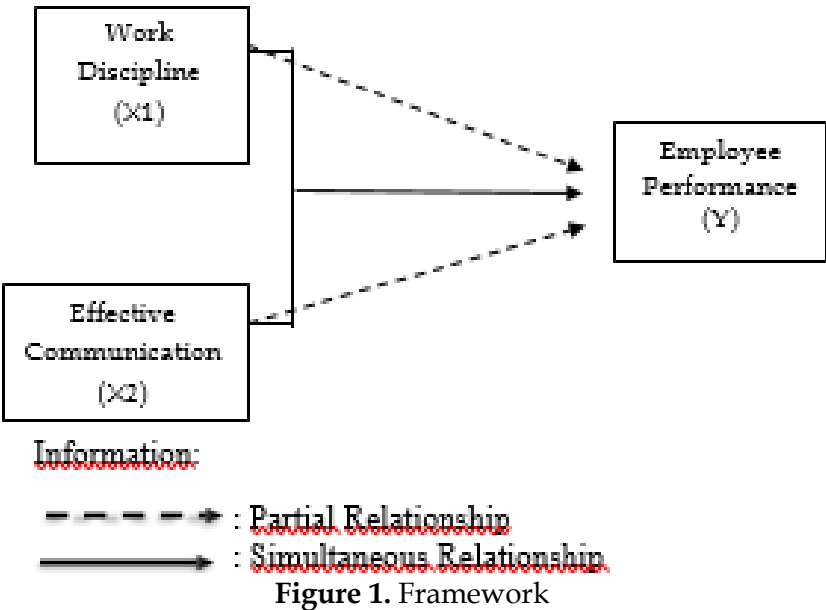 Work
Discipline
(X1)
Employee
Performance
(Y)
Effective
Communication
(X2)
Information:
: Partial Relationship
: Simultaneous Relationship
Figure 1. Framework